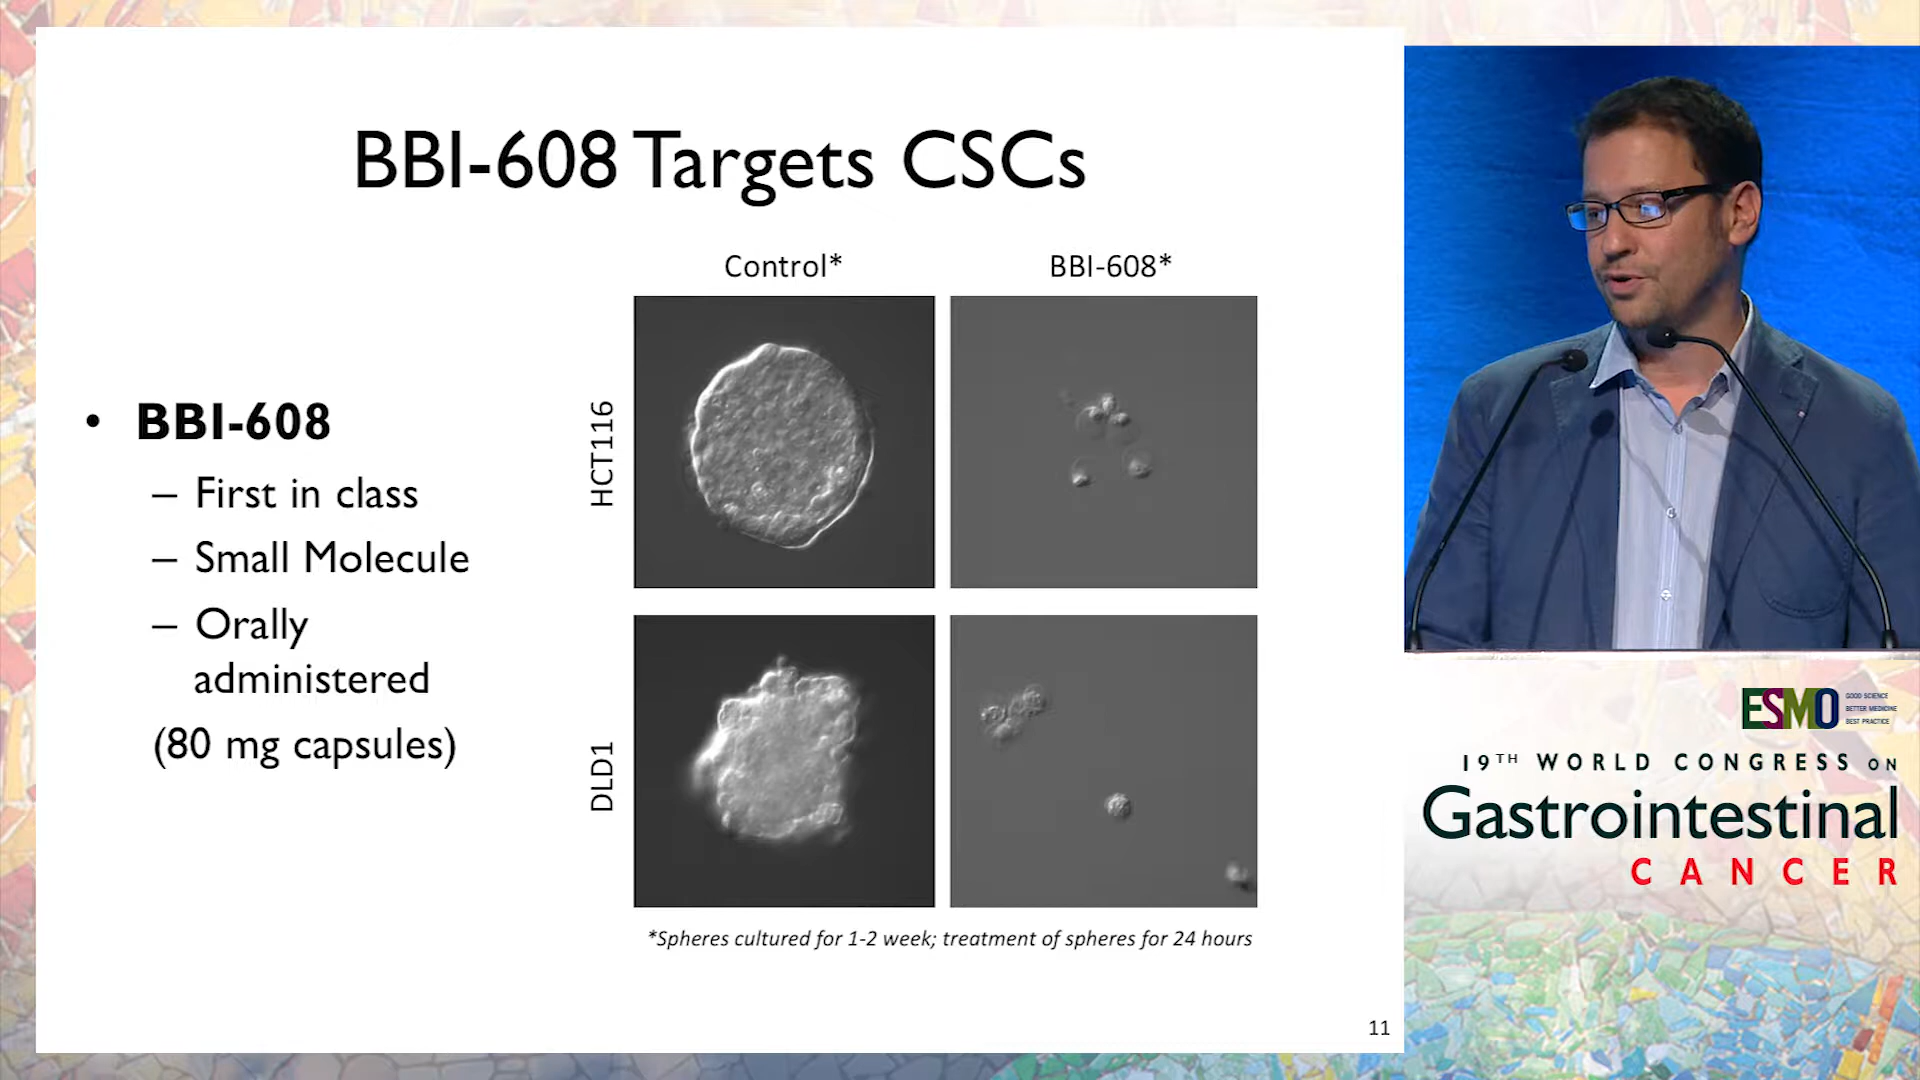 BBI-608 Targets CSCs
Control*
BBI-608*
HCT116
DLD1
• BBI-608
– First in class
– Small Molecule
– Orally
administered
(80 mg capsules)
*Spheres cultured for 1-2 week; treatment of spheres for 24 hours
11
ESMO
GOOD SCIENCE
BETTER MEDICINE
BEST PRACTICE
19TH WORLD CONGRESS ON
Gastrointestinal
CANCER